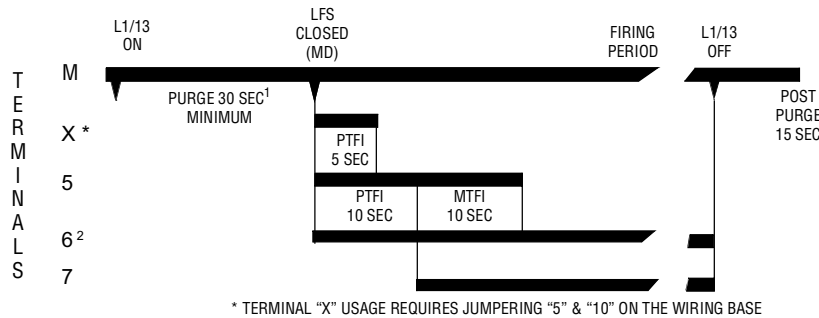 L1/13
ON
LFS
CLOSED
(MD)
FIRING
PERIOD
L1/13
OFF
TERMINALS
M
PURGE 30 SEC¹
MINIMUM
POST
PURGE
15 SEC
X *
PTFI
5 SEC
5
PTFI
10 SEC
MTFI
10 SEC
6²
7
* TERMINAL “X” USAGE REQUIRES JUMPERING “5” & “10” ON THE WIRING BASE